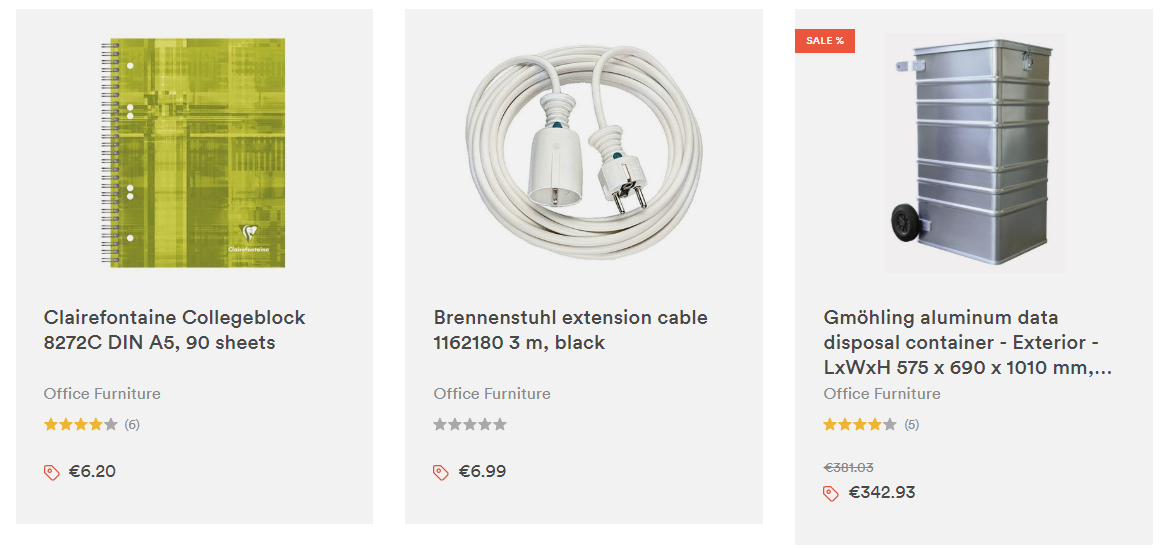 Clairefontaine
Clairefontaine Collegeblock
8272C DIN A5, 90 sheets
Office Furniture
(6)
€6.20
Brennenstuhl extension cable
1162180 3 m, black
Office Furniture
€6.99
SALE %
Gmöhling aluminum data
disposal container - Exterior -
LxWxH 575 x 690 x 1010 mm,...
Office Furniture
(5)
€381.03
€342.93